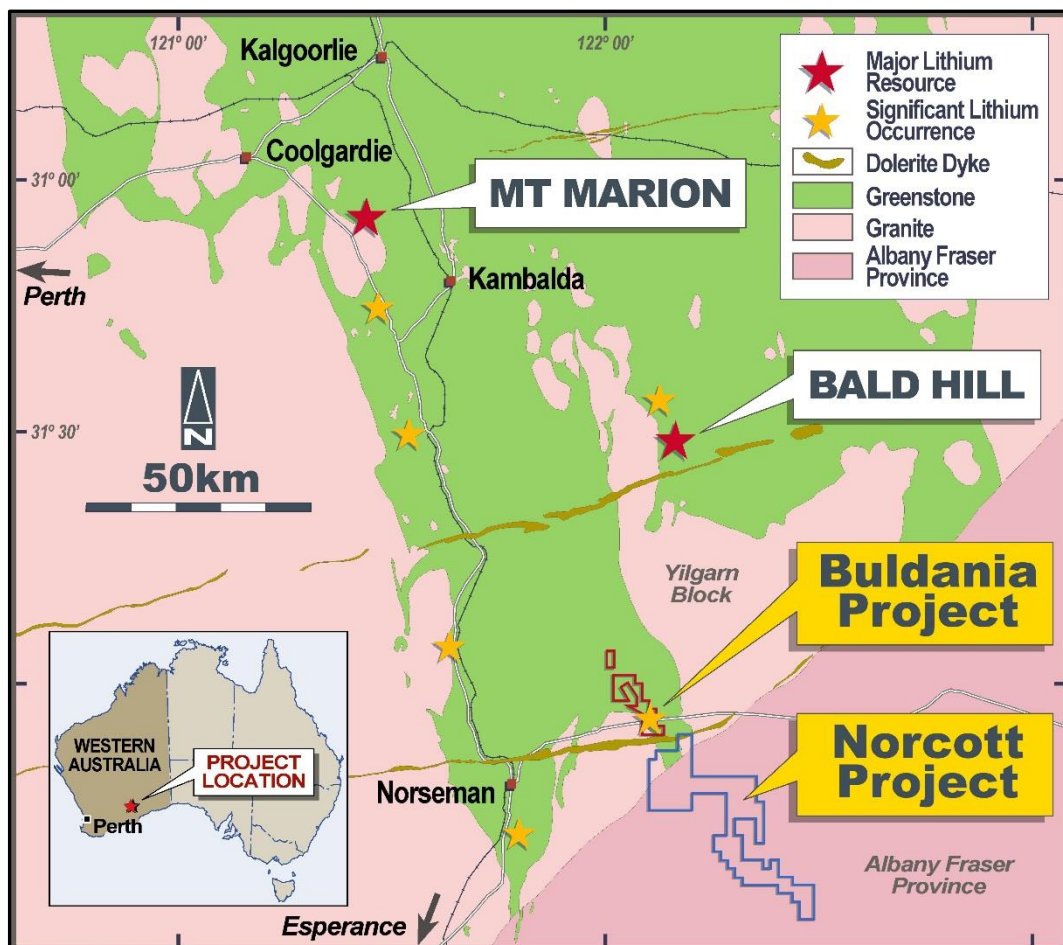 121° 00’
122° 00’
Kalgoorlie
Major Lithium
Resource
Significant Lithium
Occurrence
Dolerite Dyke
Greenstone
Granite
Albany Fraser
Province
Coolgardie
31° 00’
MT MARION
Perth
Kambalda
BALD HILL
N
31° 30’
50km
Yilgarn
Block
Buldania
Project
WESTERN
AUSTRALIA
PROJECT
LOCATION
Perth
Norseman
Norcott
Project
Albany Fraser
Province
Esperance